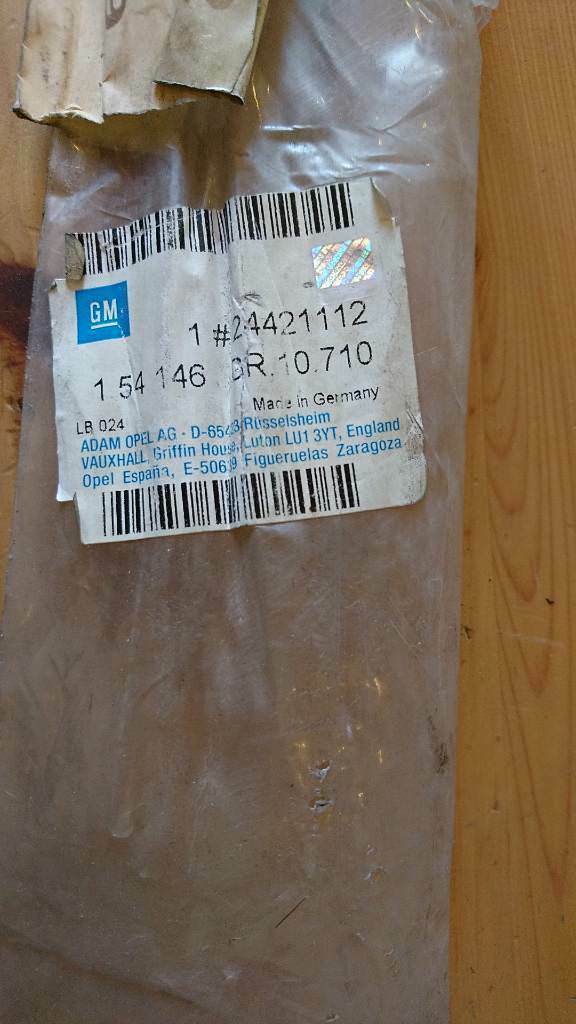 GM
1 #24421112
1 54 146 GR.10.710
Made in Germany
LB 024
ADAM OPEL AG - D-65423 Rüsselsheim
VAUXHALL, Griffin House, Luton LU1 3YT, England
Opel España, E-50639 Figueruelas Zaragoza